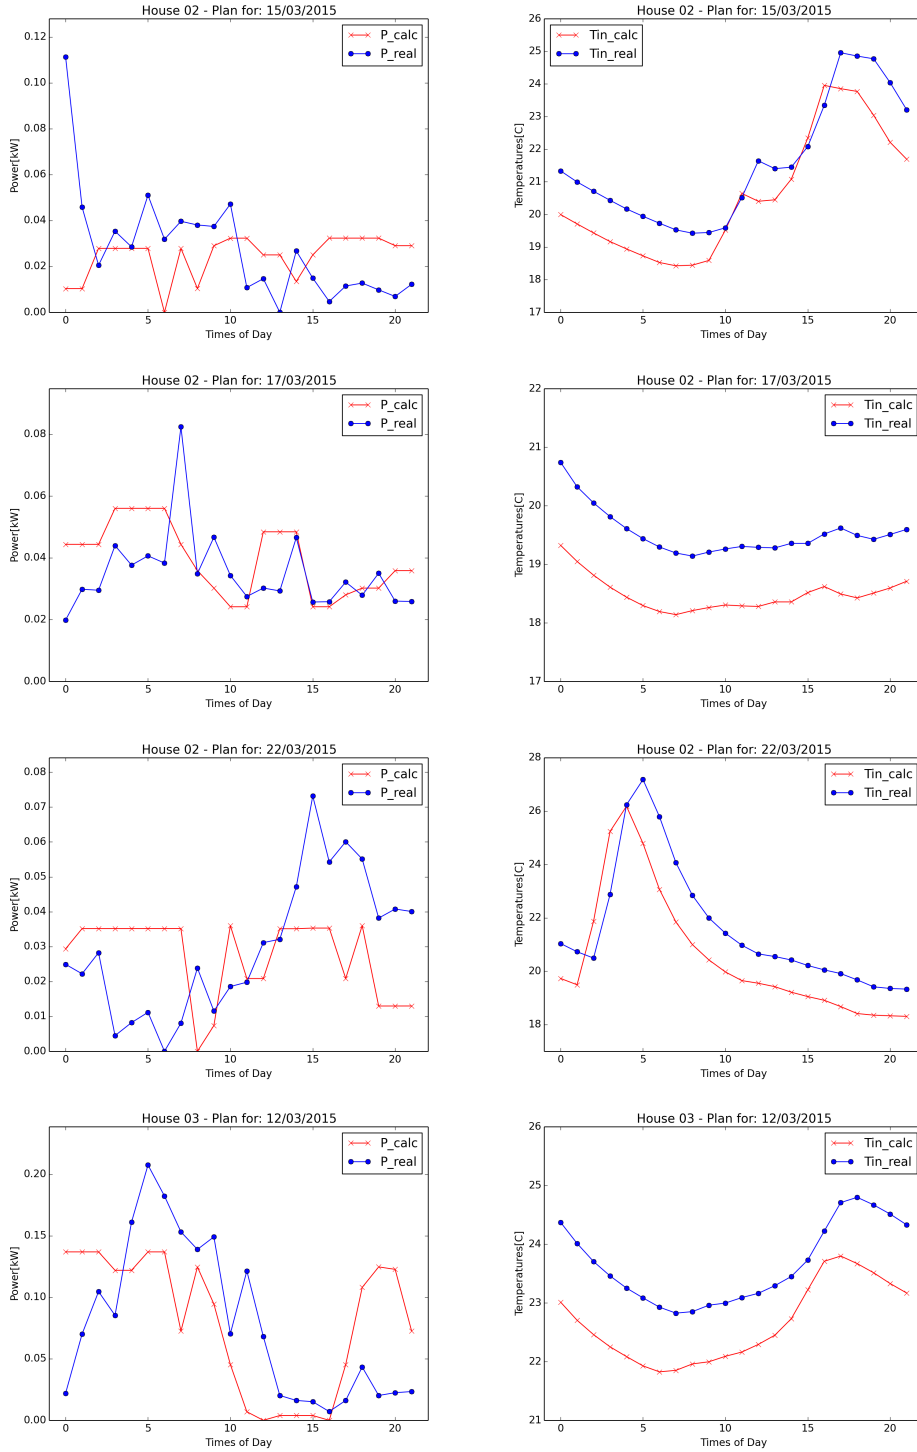 House 02 - Plan for: 15/03/2015
P_calc
P_real
Power[kW]
0.12
0.10
0.08
0.06
0.04
0.02
0.00
0 5 10 15 20
Times of Day
House 02 - Plan for: 15/03/2015
Tin_calc
Tin_real
Temperatures[C]
26
25
24
23
22
21
20
19
18
17
0 5 10 15 20
Times of Day
House 02 - Plan for: 17/03/2015
P_calc
P_real
Power[kW]
0.08
0.06
0.04
0.02
0.00
0 5 10 15 20
Times of Day
House 02 - Plan for: 17/03/2015
Tin_calc
Tin_real
Temperatures[C]
22
21
20
19
18
17
0 5 10 15 20
Times of Day
House 02 - Plan for: 22/03/2015
P_calc
P_real
Power[kW]
0.08
0.07
0.06
0.05
0.04
0.03
0.02
0.01
0.00
0 5 10 15 20
Times of Day
House 02 - Plan for: 22/03/2015
Tin_calc
Tin_real
Temperatures[C]
28
26
24
22
20
18
0 5 10 15 20
Times of Day
House 03 - Plan for: 12/03/2015
P_calc
P_real
Power[kW]
0.20
0.15
0.10
0.05
0.00
0 5 10 15 20
Times of Day
House 03 - Plan for: 12/03/2015
Tin_calc
Tin_real
Temperatures[C]
26
25
24
23
22
21
0 5 10 15 20
Times of Day